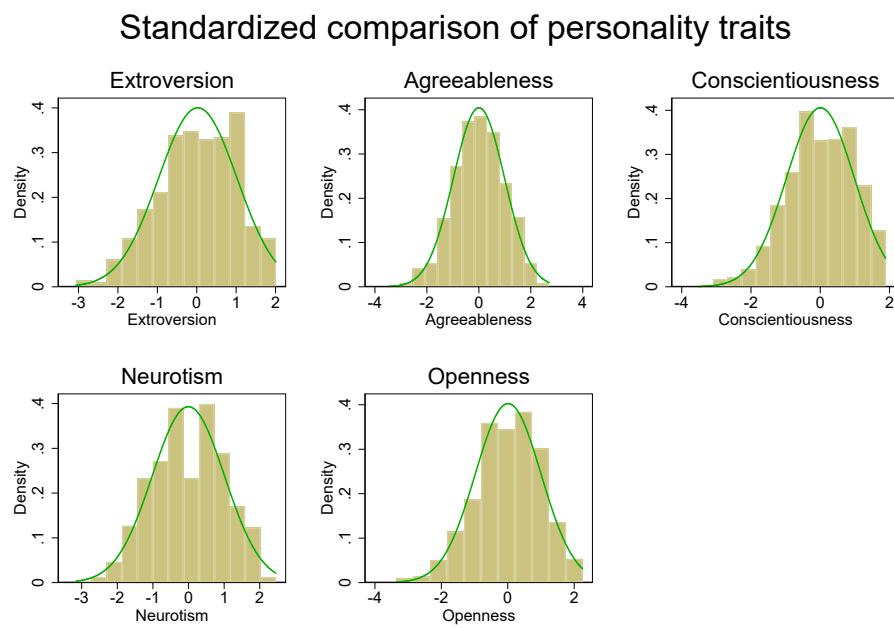 Standardized comparison of personality traits
Extroversion
Density
0 .1 .2 .3 .4
-3 -2 -1 0 1 2
Extroversion
Agreeableness
Density
0 .1 .2 .3 .4
-4 -2 0 2 4
Agreeableness
Conscientiousness
Density
0 .1 .2 .3 .4
-4 -2 0 2
Conscientiousness
Neurotism
Density
0 .1 .2 .3 .4
-3 -2 -1 0 1 2
Neurotism
Openness
Density
0 .1 .2 .3 .4
-4 -2 0 2
Openness